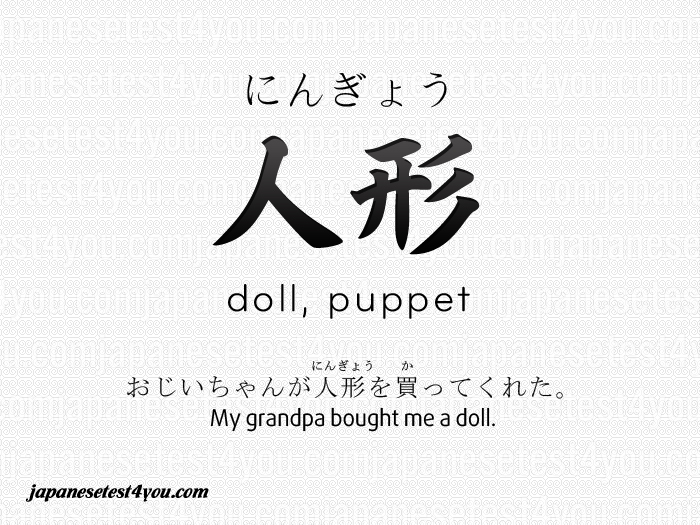 にんぎょう
人形
doll, puppet
にんぎょう か
おじいちゃんが人形を買ってくれた。
My grandpa bought me a doll.
japanesetest4you.com